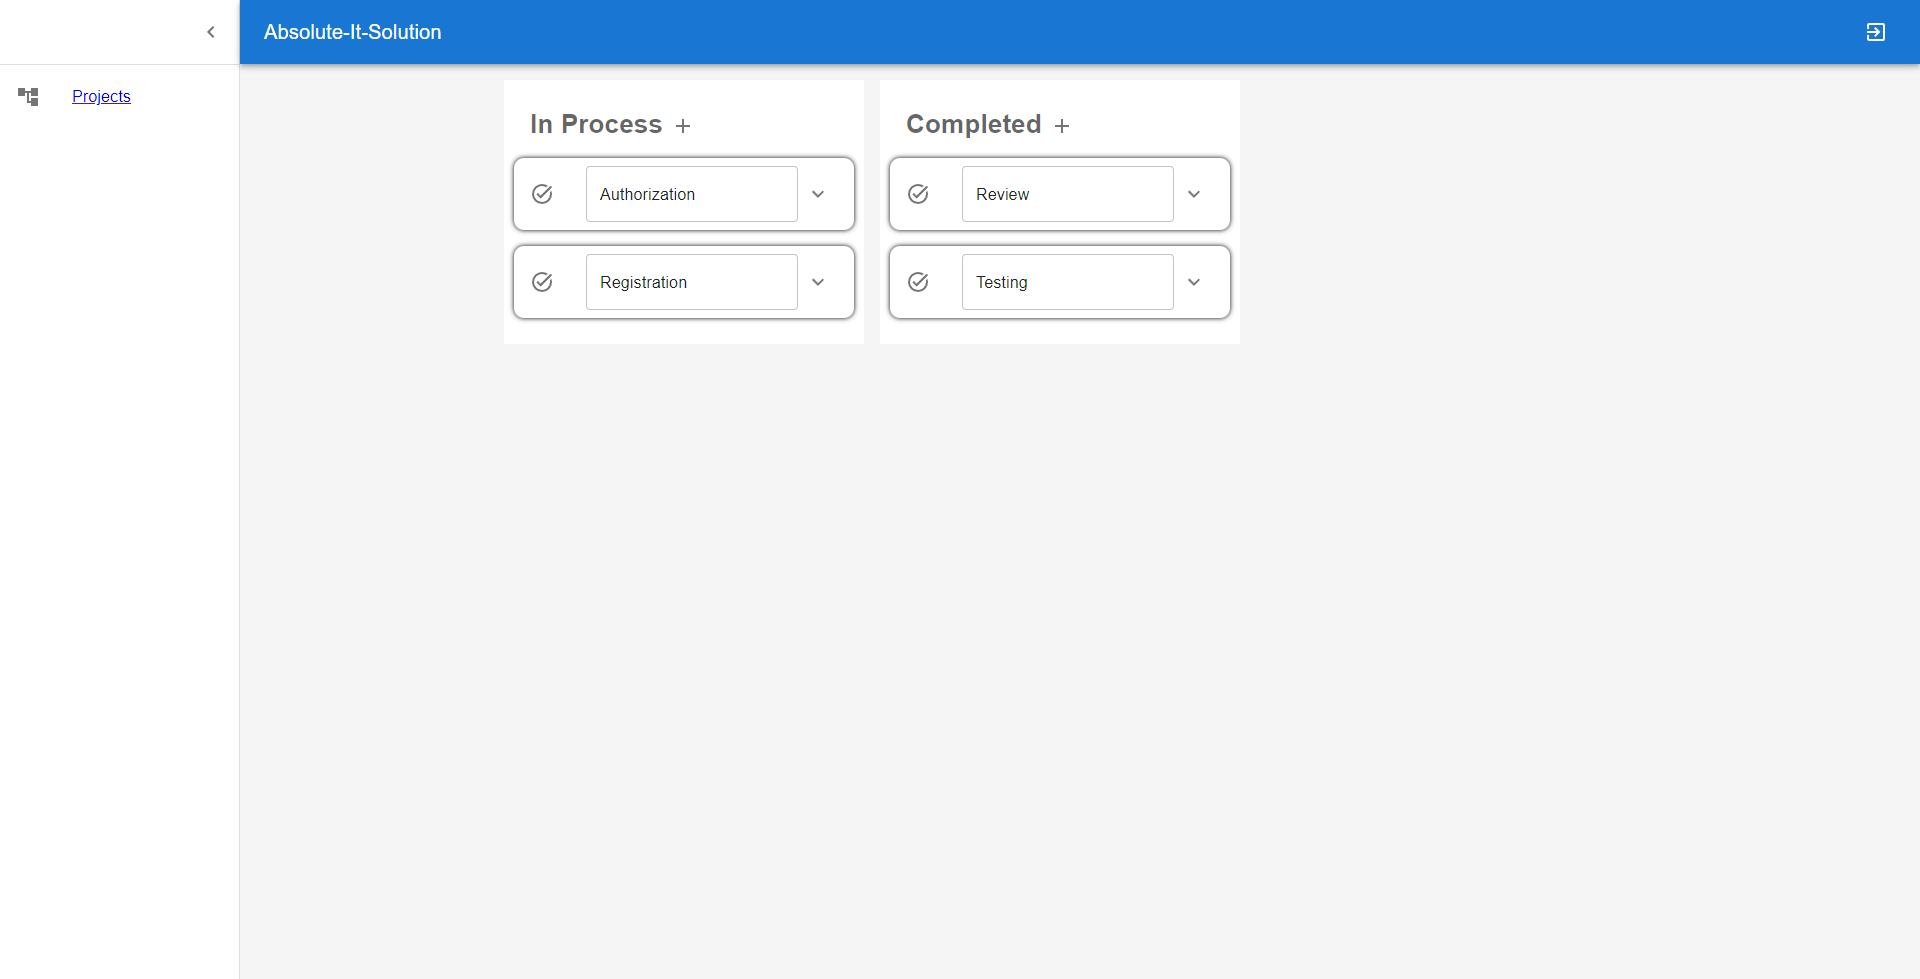 Absolute-It-Solution
Projects
In Process
Authorization
Registration
Completed
Review
Testing